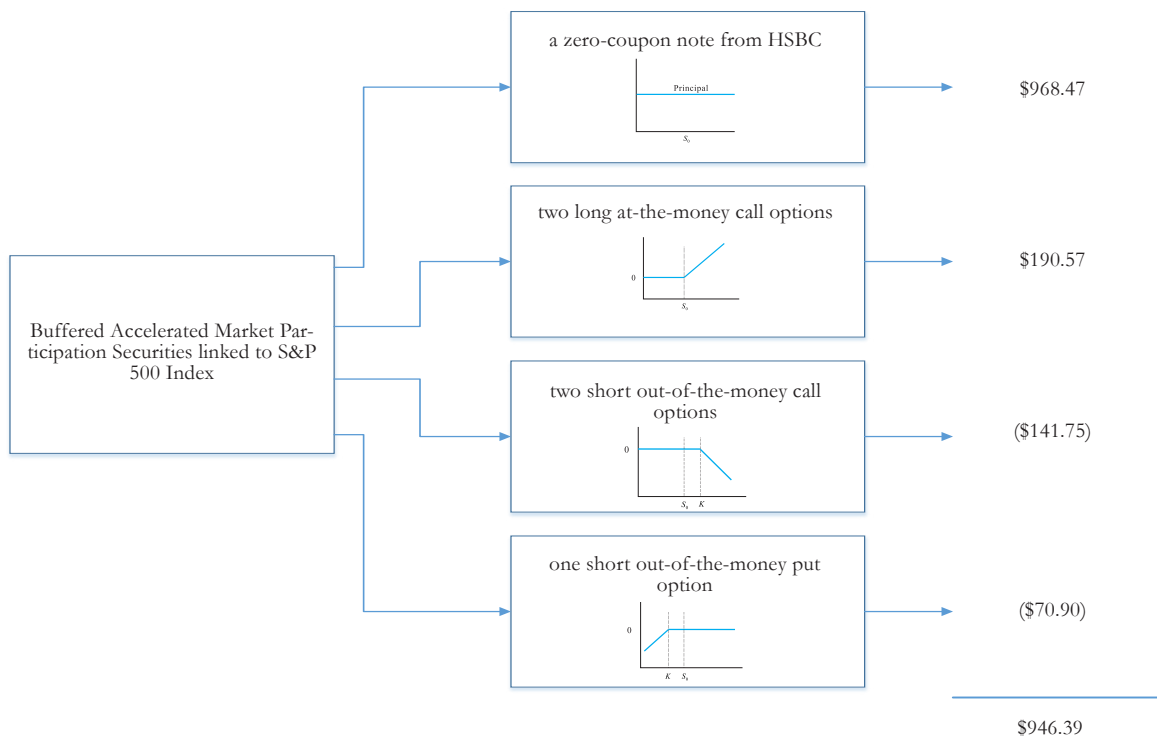 a zero-coupon note from HSBC
Principal
S₀
$968.47
two long at-the-money call options
0
S₀
$190.57
Buffered Accelerated Market Par-
ticipation Securities linked to S&P
500 Index
two short out-of-the-money call
options
0
S₀ K
($141.75)
one short out-of-the-money put
option
0
K S₀
($70.90)
$946.39